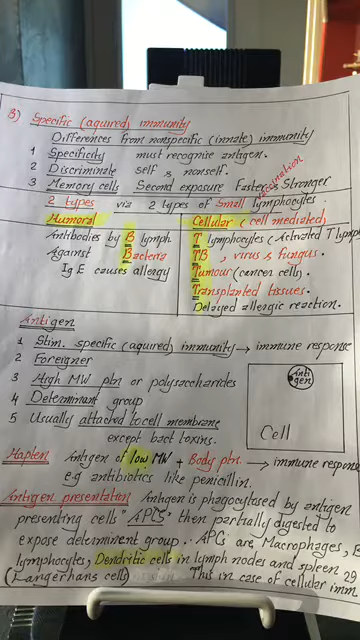 3) Specific (aquired) immunity
Differences from nonspecific (innate) immunity
1 Specificity must recognise antigen.
2 Discriminate self & nonself.
3 Memory cells Second exposure Faster & Stronger
vaccination
2 types via 2 types of Small lymphocytes
Humoral
Antibodies by B lymph
Against Bacteria
Ig E causes allergy
Cellular (cell mediated)
T lymphocytes (Activated T lymph
TB, virus & fungus.
Tumour (cancer cells).
Transplanted tissues.
Delayed allergic reaction.
Antigen
1 Stim. specific (aquired) immunity → immune response
2 Foreigner
3 High MW ptn or polysaccharides
4 Determinant group
5 Usually attached to cell membrane
except bact. toxins.
Antigen
Cell
Hapten Antigen of low MW + Body ptn. → immune response
e.g antibiotics like penicillin.
Antigen presentation Antigen is phagocytosed by antigen
presenting cells "APCs" then partially digested to
expose determinent group. APC are Macrophages, B
lymphocytes, Dendritic cells in lymph nodes and spleen 29
(Langerhans cells) This in case of cellular imm